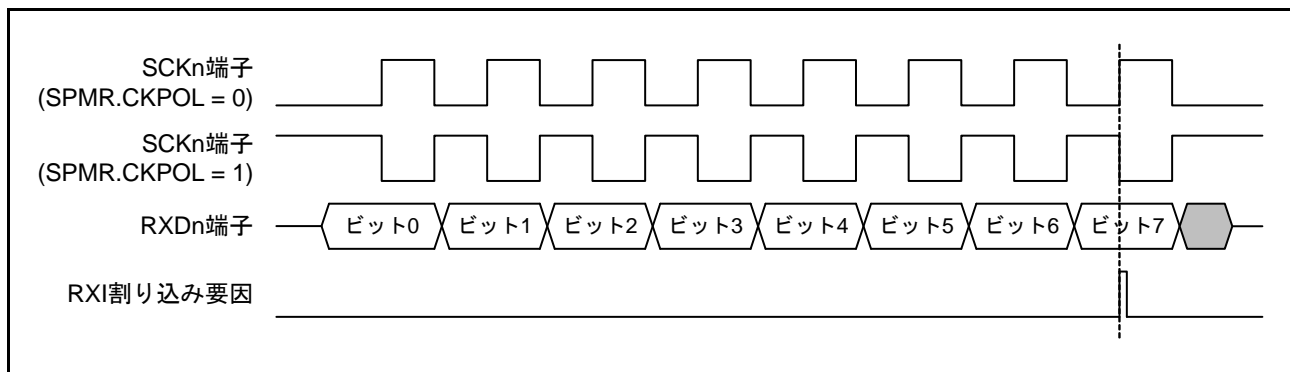 SCKn端子
(SPMR.CKPOL = 0)
SCKn端子
(SPMR.CKPOL = 1)
RXDn端子 ビット0 ビット1 ビット2 ビット3 ビット4 ビット5 ビット6 ビット7
RXI割り込み要因